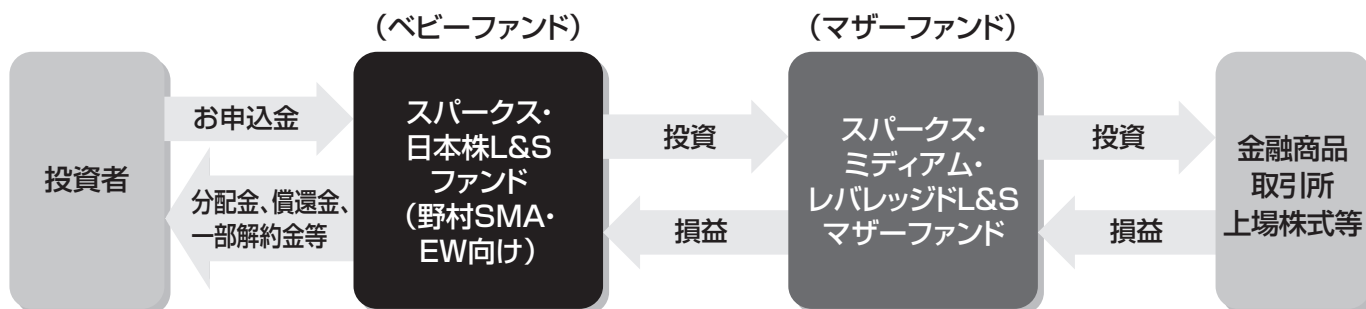 （ベビーファンド）
（マザーファンド）
投資者
お申込金
分配金、償還金、
一部解約金等
スパークス・
日本株L&S
ファンド
（野村SMA・
EW向け）
投資
損益
スパークス・
ミディアム・
レバレッジドL&S
マザーファンド
投資
損益
金融商品
取引所
上場株式等